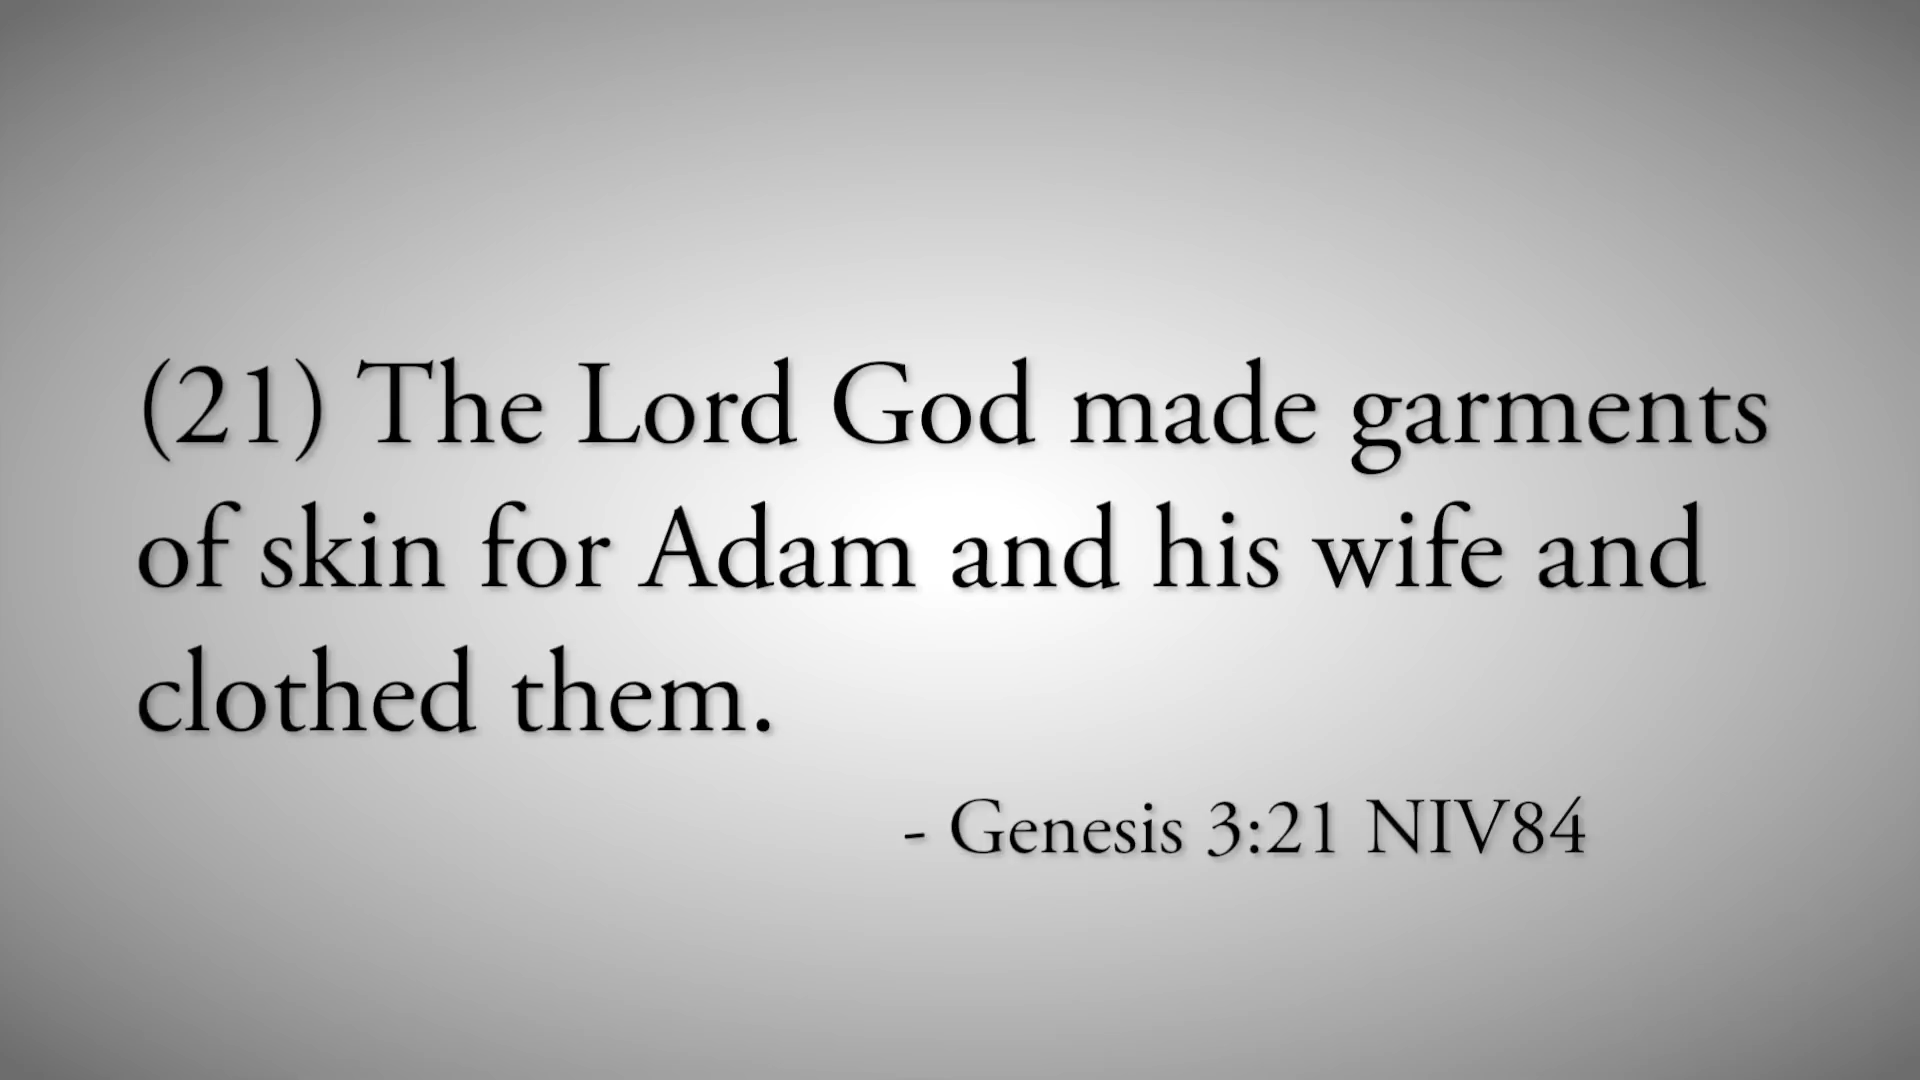 (21) The Lord God made garments
of skin for Adam and his wife and
clothed them.
- Genesis 3:21 NIV84